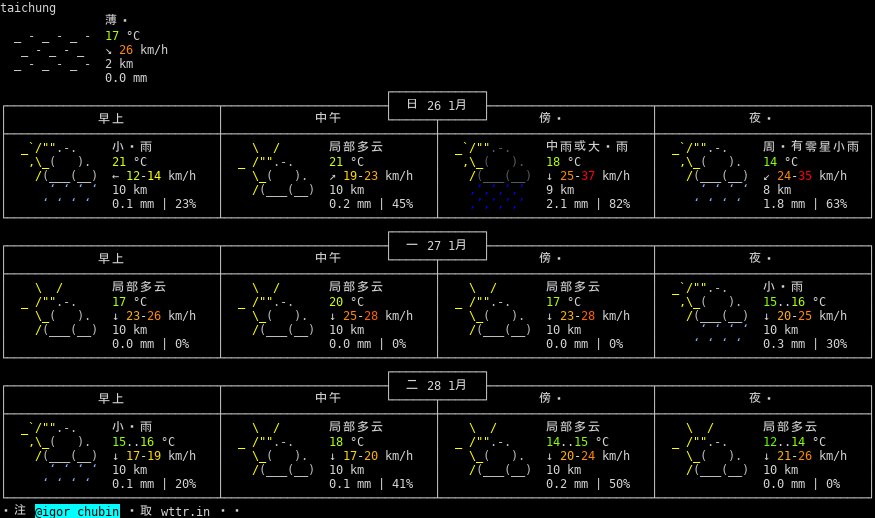 taichung
薄・
17 °C
↘ 26 km/h
2 km
0.0 mm
日 26 1月
早上 中午 傍・ 夜・
小・雨 局部多云 中雨或大・雨 周・有零星小雨
21 °C 21 °C 18 °C 14 °C
← 12-14 km/h ↗ 19-23 km/h ↓ 25-37 km/h ↙ 24-35 km/h
10 km 10 km 9 km 8 km
0.1 mm | 23% 0.2 mm | 45% 2.1 mm | 82% 1.8 mm | 63%
一 27 1月
早上 中午 傍・ 夜・
局部多云 局部多云 局部多云 小・雨
17 °C 20 °C 17 °C 15..16 °C
↓ 23-26 km/h ↓ 25-28 km/h ↓ 23-28 km/h ↓ 20-25 km/h
10 km 10 km 10 km 10 km
0.0 mm | 0% 0.0 mm | 0% 0.0 mm | 0% 0.3 mm | 30%
二 28 1月
早上 中午 傍・ 夜・
小・雨 局部多云 局部多云 局部多云
15..16 °C 18 °C 14..15 °C 12..14 °C
↓ 17-19 km/h ↓ 17-20 km/h ↓ 20-24 km/h ↓ 21-26 km/h
10 km 10 km 10 km 10 km
0.1 mm | 20% 0.1 mm | 41% 0.2 mm | 50% 0.0 mm | 0%
・注 @igor_chubin ・取 wttr.in ・・